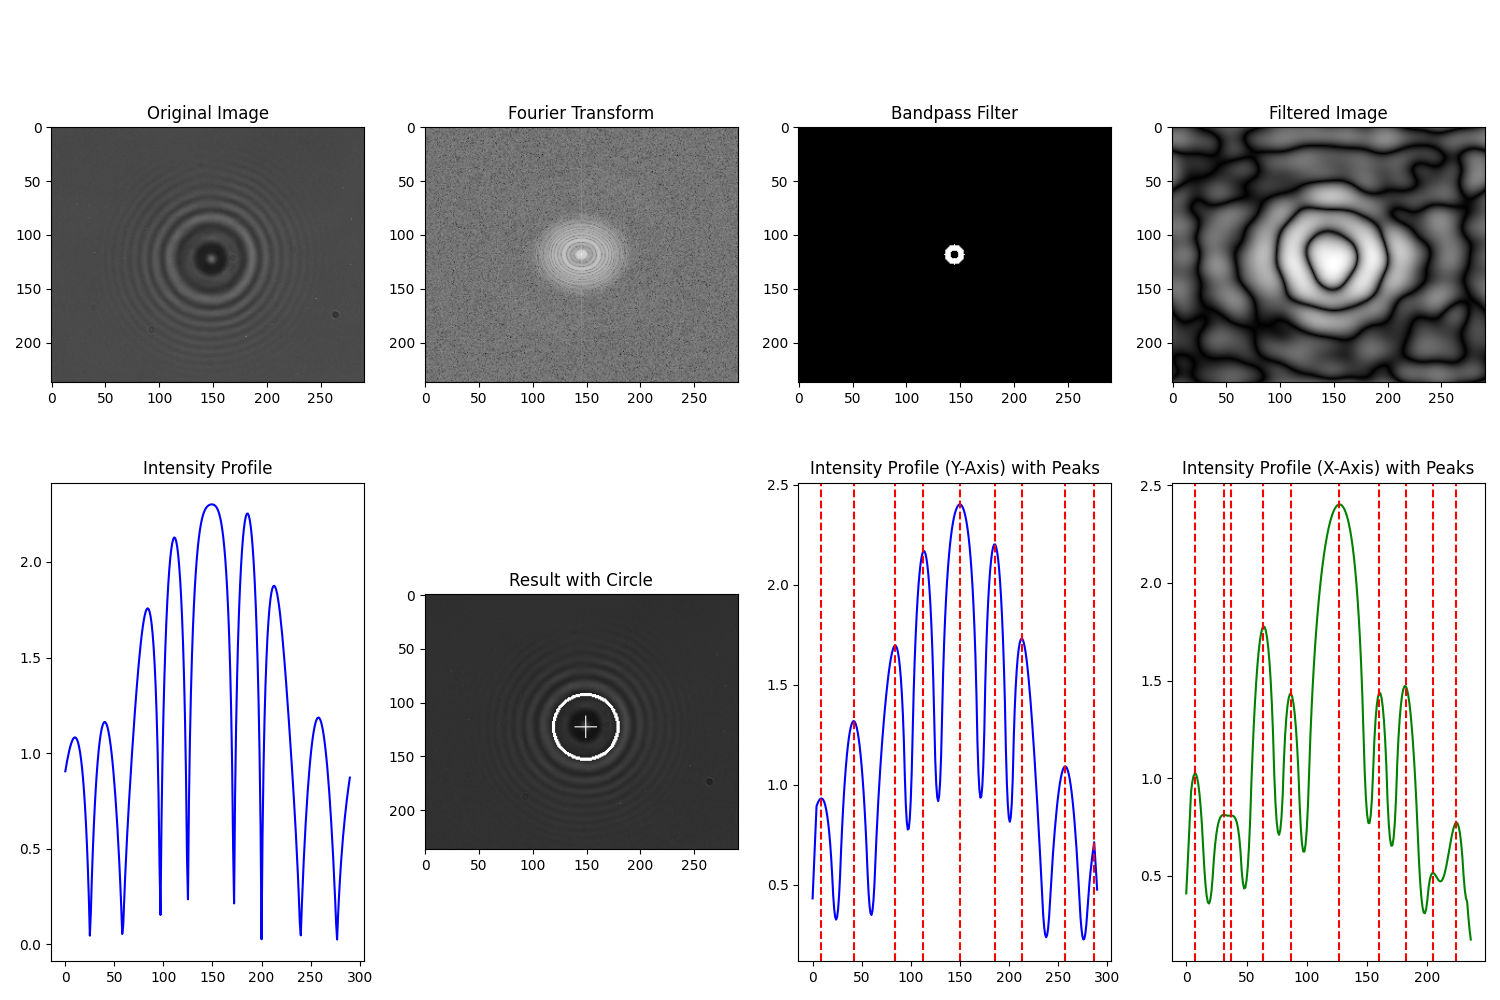 Original Image
Fourier Transform
Bandpass Filter
Filtered Image
0
50
100
150
200
0 50 100 150 200 250
0
50
100
150
200
0 50 100 150 200 250
0
50
100
150
200
0 50 100 150 200 250
0
50
100
150
200
0 50 100 150 200 250
Intensity Profile
2.0
1.5
1.0
0.5
0.0
0 50 100 150 200 250 300
Result with Circle
0
50
100
150
200
0 50 100 150 200 250
Intensity Profile (Y-Axis) with Peaks
2.5
2.0
1.5
1.0
0.5
0 50 100 150 200 250 300
Intensity Profile (X-Axis) with Peaks
2.5
2.0
1.5
1.0
0.5
0 50 100 150 200